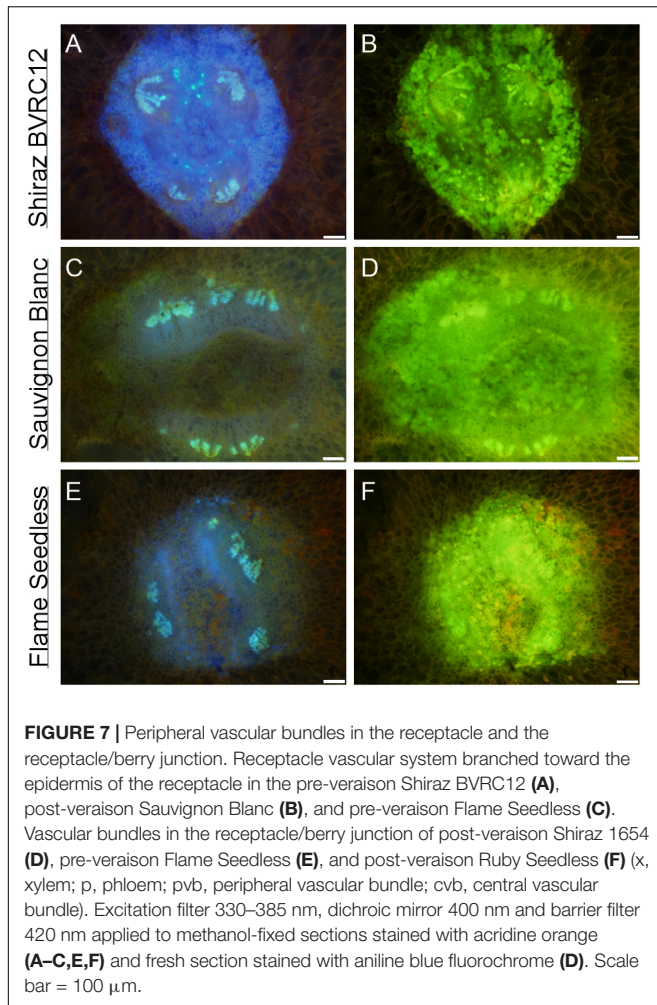 Shiraz BVRC12
A
B
Sauvignon Blanc
C
D
Flame Seedless
E
F
FIGURE 7 | Peripheral vascular bundles in the receptacle and the
receptacle/berry junction. Receptacle vascular system branched toward the
epidermis of the receptacle in the pre-veraison Shiraz BVRC12 (A),
post-veraison Sauvignon Blanc (B), and pre-veraison Flame Seedless (C).
Vascular bundles in the receptacle/berry junction of post-veraison Shiraz 1654
(D), pre-veraison Flame Seedless (E), and post-veraison Ruby Seedless (F) (x,
xylem; p, phloem; pvb, peripheral vascular bundle; cvb, central vascular
bundle). Excitation filter 330–385 nm, dichroic mirror 400 nm and barrier filter
420 nm applied to methanol-fixed sections stained with acridine orange
(A–C,E,F) and fresh section stained with aniline blue fluorochrome (D). Scale
bar = 100 μm.